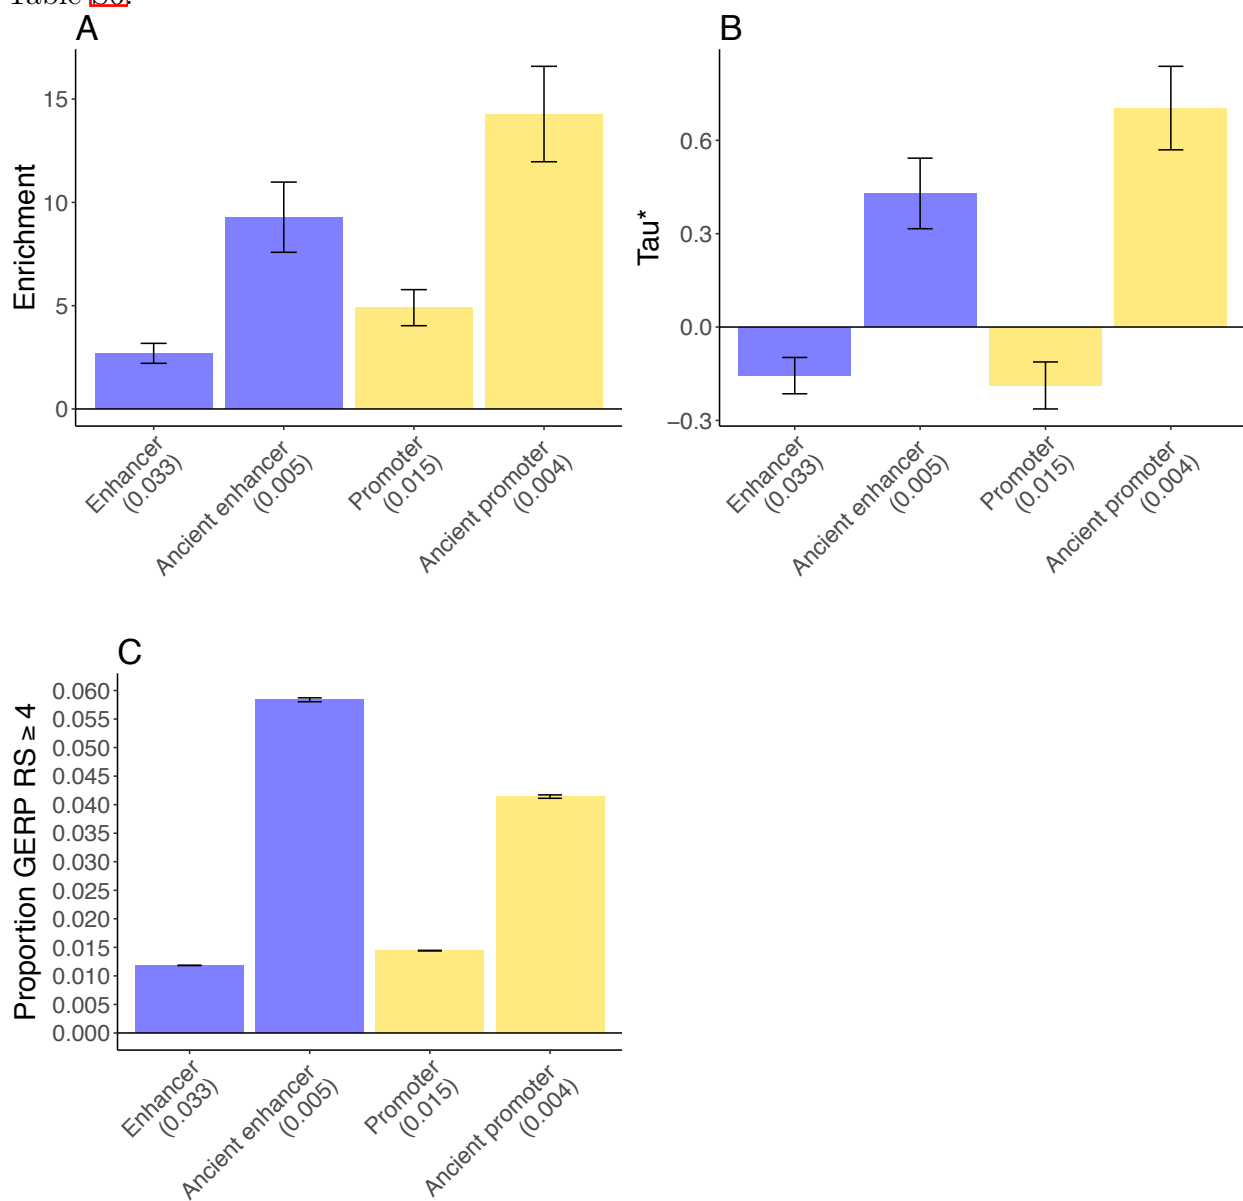 A
Enrichment
15
10
5
0
Enhancer
(0.033)
Ancient enhancer
(0.005)
Promoter
(0.015)
Ancient promoter
(0.004)
B
Tau*
0.6
0.3
0.0
−0.3
Enhancer
(0.033)
Ancient enhancer
(0.005)
Promoter
(0.015)
Ancient promoter
(0.004)
C
Proportion GERP RS ≥ 4
0.060
0.055
0.050
0.045
0.040
0.035
0.030
0.025
0.020
0.015
0.010
0.005
0.000
Enhancer
(0.033)
Ancient enhancer
(0.005)
Promoter
(0.015)
Ancient promoter
(0.004)